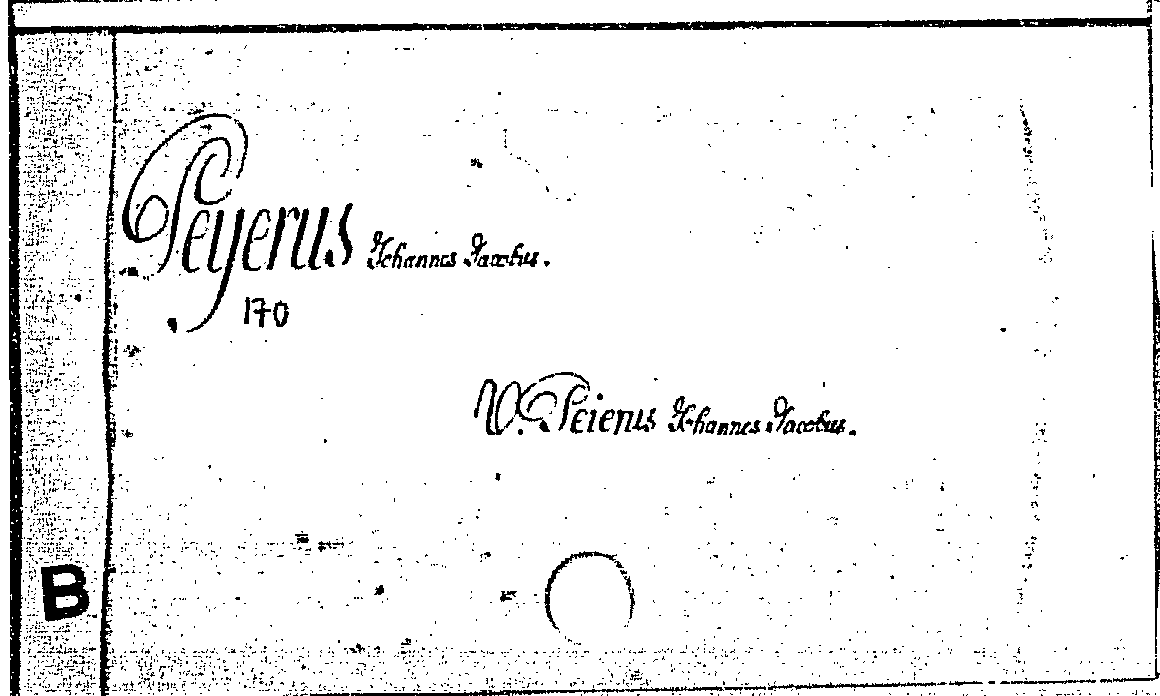 Peyerus Johannes Jacobus.
170
V. Peierus Johannes Jacobus.
B